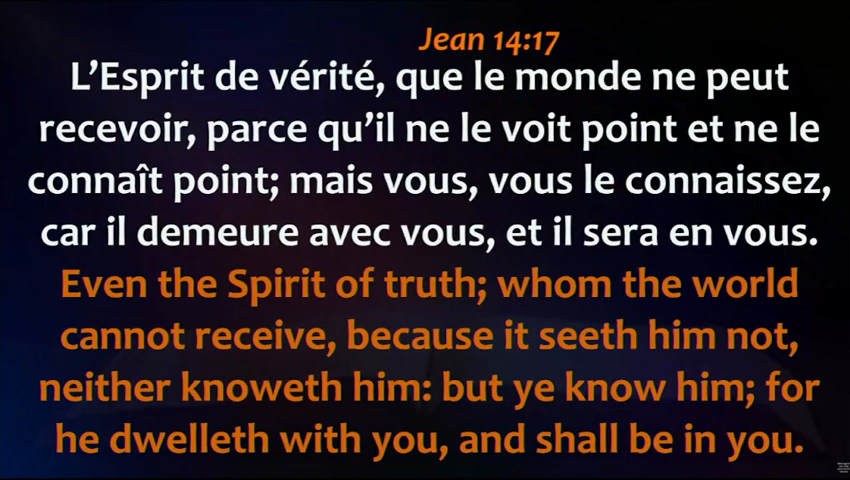 Jean 14:17
L’Esprit de vérité, que le monde ne peut
recevoir, parce qu’il ne le voit point et ne le
connaît point; mais vous, vous le connaissez,
car il demeure avec vous, et il sera en vous.
Even the Spirit of truth; whom the world
cannot receive, because it seeth him not,
neither knoweth him: but ye know him; for
he dwelleth with you, and shall be in you.